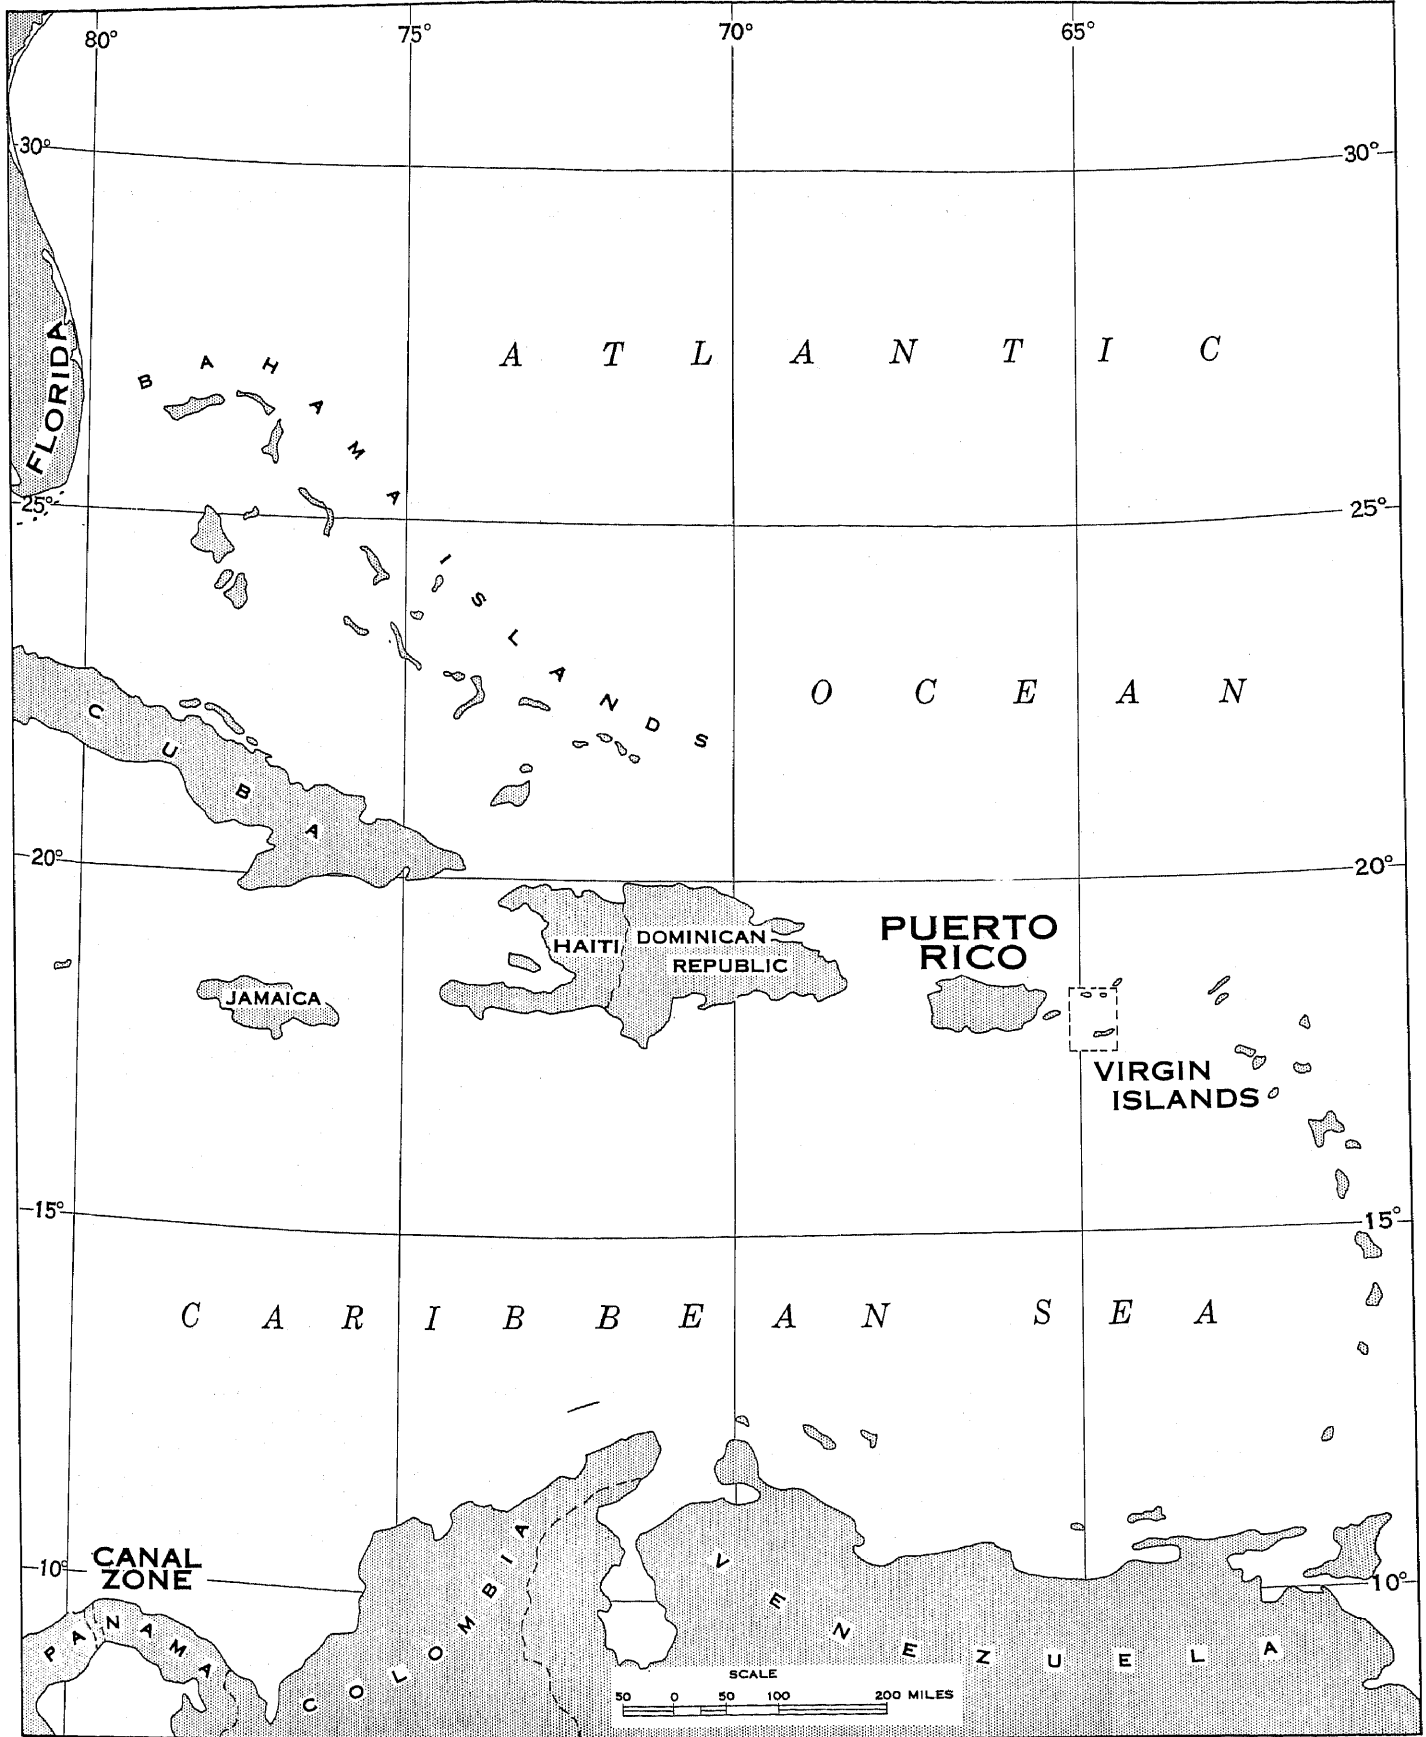 80° 75° 70° 65°
30° 30°
FLORIDA
BAHAMA ISLANDS
ATLANTIC
OCEAN
25° 25°
CUBA
20° 20°
HAITI
DOMINICAN
REPUBLIC
PUERTO
RICO
JAMAICA
VIRGIN
ISLANDS
15° 15°
CARIBBEAN SEA
10° 10°
CANAL
ZONE
PANAMA
COLOMBIA
VENEZUELA
SCALE
50 0 50 100 200 MILES